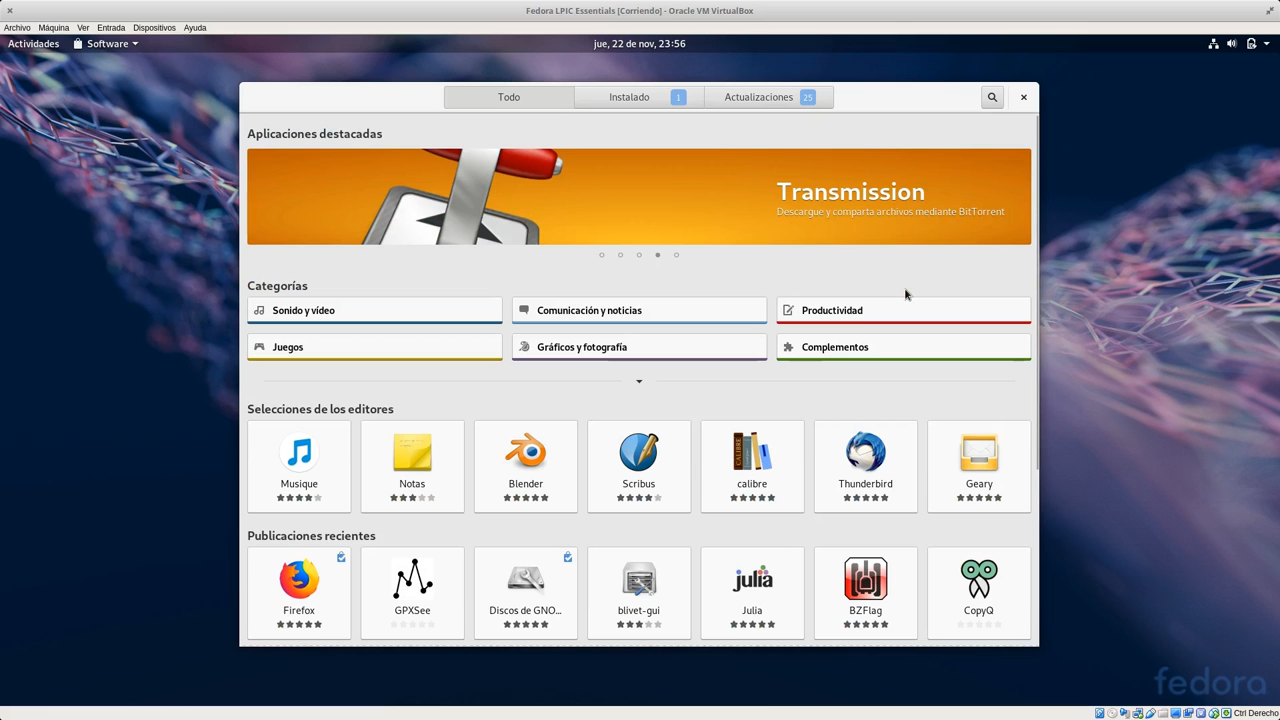 Fedora LPIC Essentials [Corriendo] - Oracle VM VirtualBox
Archivo Máquina Ver Entrada Dispositivos Ayuda
Actividades Software jue, 22 de nov, 23:56
Todo Instalado 1 Actualizaciones 25
Aplicaciones destacadas
Transmission
Descargue y comparta archivos mediante BitTorrent
Categorías
Sonido y vídeo Comunicación y noticias Productividad
Juegos Gráficos y fotografía Complementos
Selecciones de los editores
CALIBRE
Musique Notas Blender Scribus calibre Thunderbird Geary
Publicaciones recientes
julia
Firefox GPXSee Discos de GNO... blivet-gui Julia BZFlag CopyQ
fedora
Ctrl Derecho